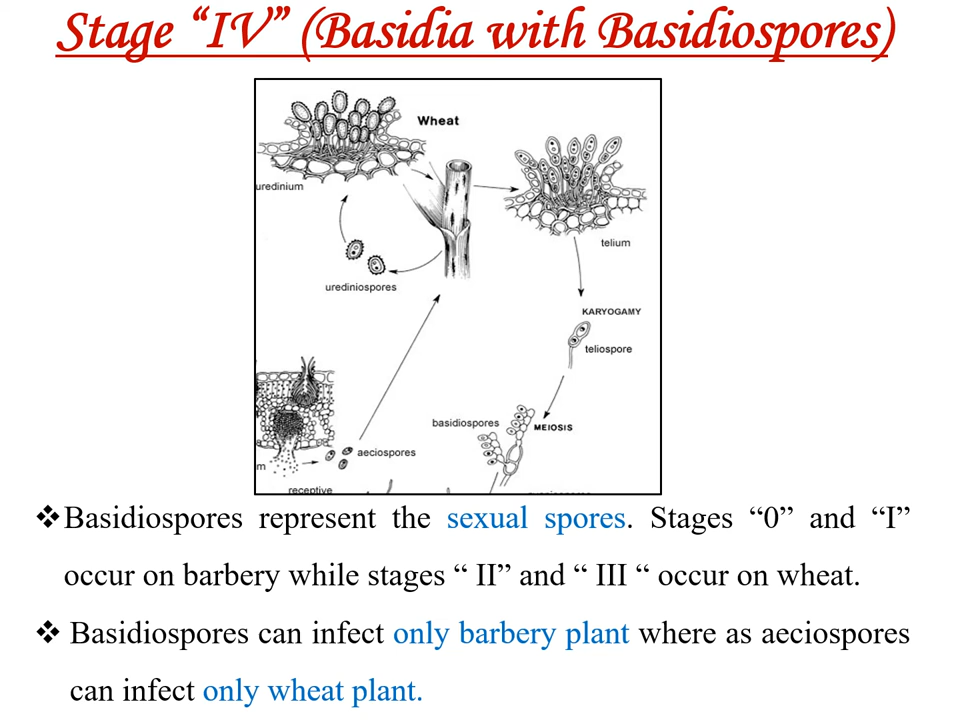 Stage “IV” (Basidia with Basidiospores)
Wheat
uredinium
telium
urediniospores
KARYOGAMY
teliospore
basidiospores
MEIOSIS
aeciospores
m
receptive
❖Basidiospores represent the sexual spores. Stages “0” and “I”
occur on barbery while stages “ II” and “ III “ occur on wheat.
❖ Basidiospores can infect only barbery plant where as aeciospores
can infect only wheat plant.